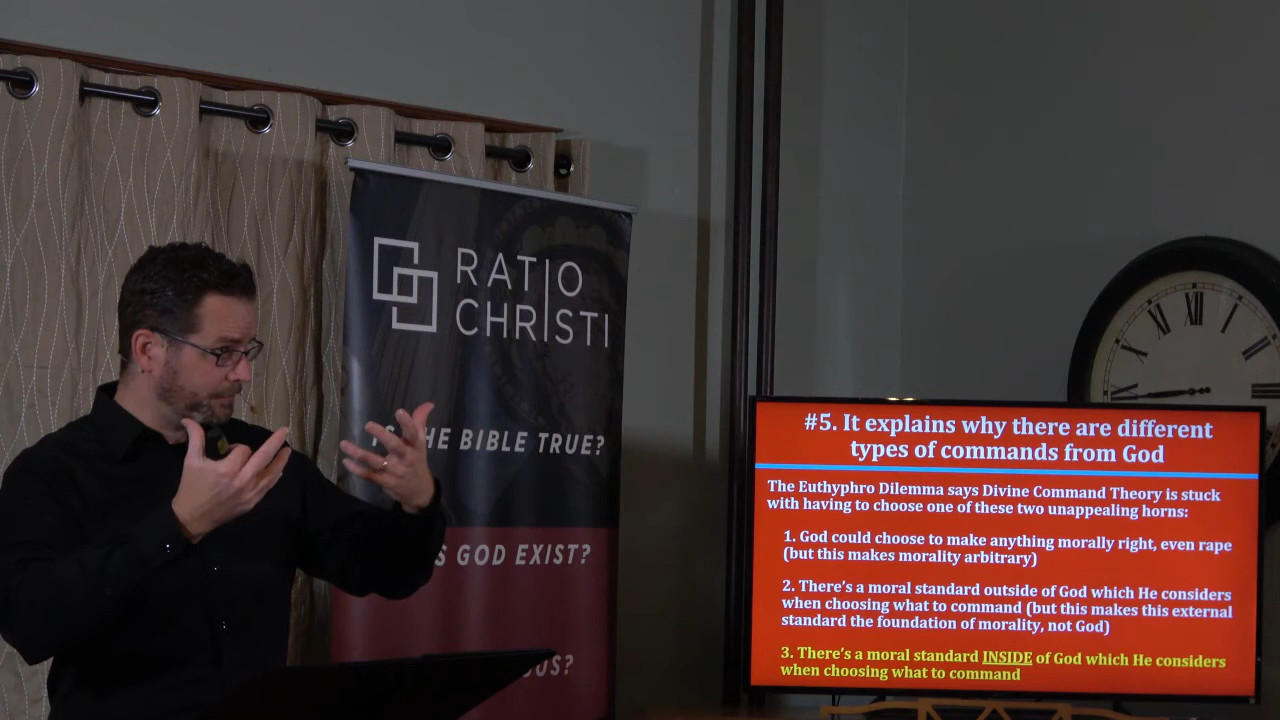 RATIO
CHRISTI
THE BIBLE TRUE?
GOD EXIST?
#5. It explains why there are different
types of commands from God
The Euthyphro Dilemma says Divine Command Theory is stuck
with having to choose one of these two unappealing horns:
1. God could choose to make anything morally right, even rape
(but this makes morality arbitrary)
2. There's a moral standard outside of God which He considers
when choosing what to command (but this makes this external
standard the foundation of morality, not God)
3. There's a moral standard INSIDE of God which He considers
when choosing what to command
XII
I
II
III